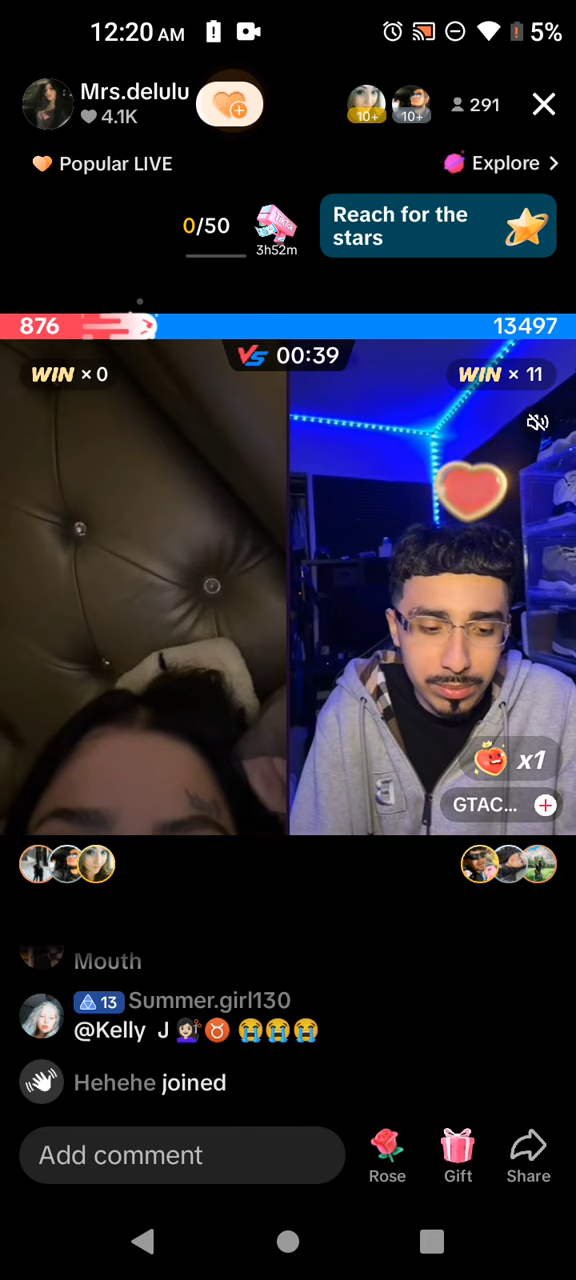 12:20 AM
5%
Mrs.delulu
4.1K
10+
10+
291
Popular LIVE
Explore >
0/50
TikTok
3h52m
Reach for the
stars
876
13497
VS 00:39
WIN × 0
WIN × 11
x1
GTAC...
Mouth
13 Summer.girl130
@Kelly J 💇🏻‍♀️♉ 😭😭😭
Hehehe joined
Add comment
Rose
Gift
Share